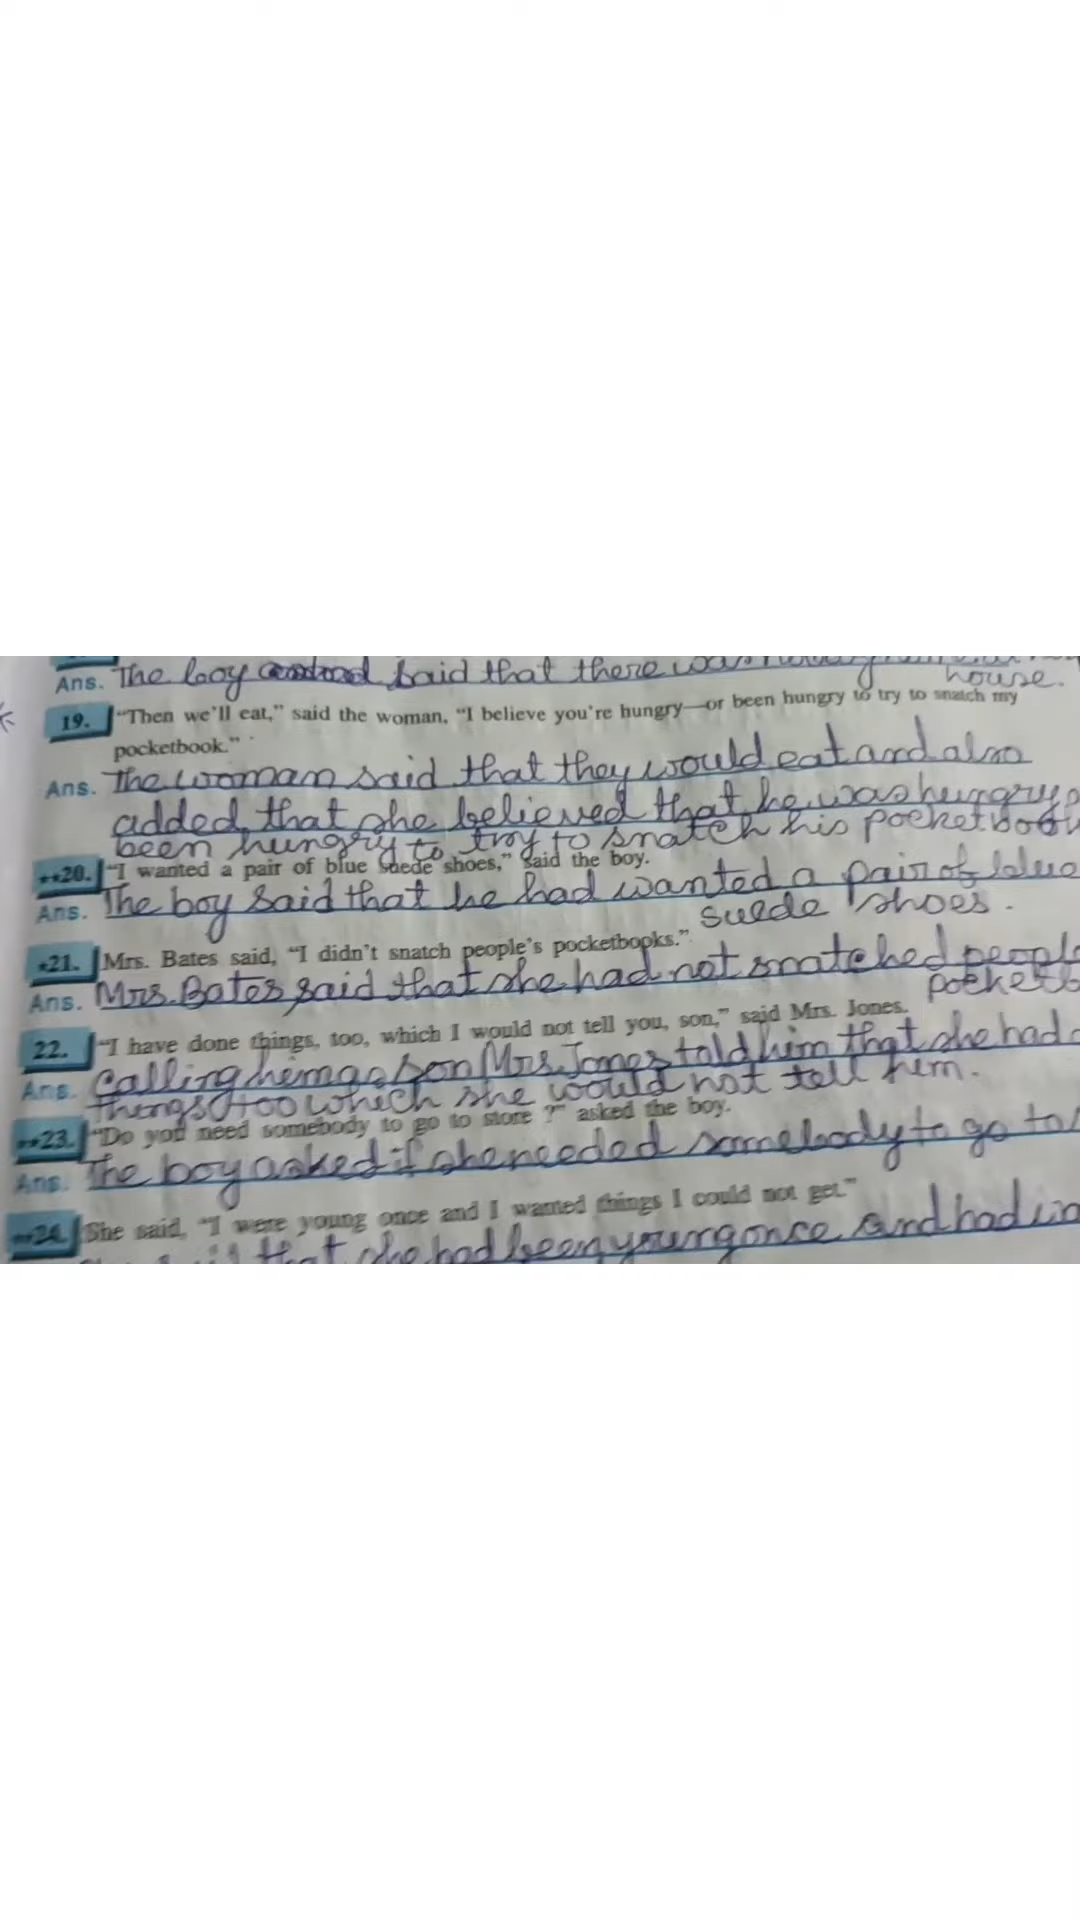 Ans. The boy said that there was
house.
19. "Then we'll eat," said the woman, "I believe you're hungry—or been hungry to try to snatch my
pocketbook."
Ans. The woman said that they would eat and also
added that she believed that he was hungry
been hungry to try to snatch his pocketbook
**20. "I wanted a pair of blue suede shoes," said the boy.
Ans. The boy said that he had wanted a pair of blue
suede shoes.
*21. Mrs. Bates said, "I didn't snatch people's pocketbooks."
Ans. Mrs. Bates said that she had not snatched people
pocketb
22. "I have done things, too, which I would not tell you, son," said Mrs. Jones.
Ans. Calling him as son Mrs. Jones told him that she had
things too which she would not tell him.
**23. "Do you need somebody to go to store ?" asked the boy.
Ans. The boy asked if she needed somebody to go to
**24. She said, "I were young once and I wanted things I could not get."
that she had been young once and had